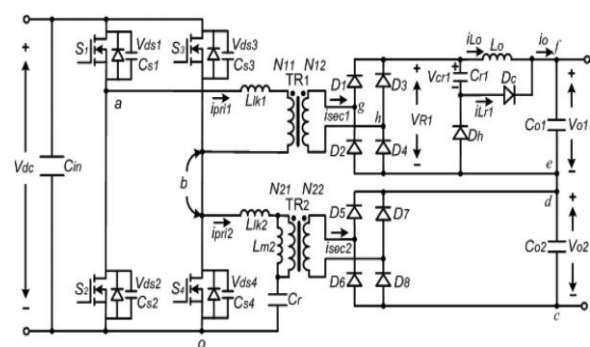 S1 Vds1 Cs1 S3 Vds3 Cs3
N11 N12
TR1
iLo Lo io f
Vcr1 Cr1 Dc
iLr1
a
Llk1
ipri1
isec1
D1 D3
g h
VR1
Dh
D2 D4
Co1 Vo1
e
Vdc Cin
b
N21 N22
TR2
Llk2
ipri2
Lm2
isec2
D5 D7
D6 D8
d
Co2 Vo2
S2 Vds2 Cs2 S4 Vds4 Cs4
Cr
o
c